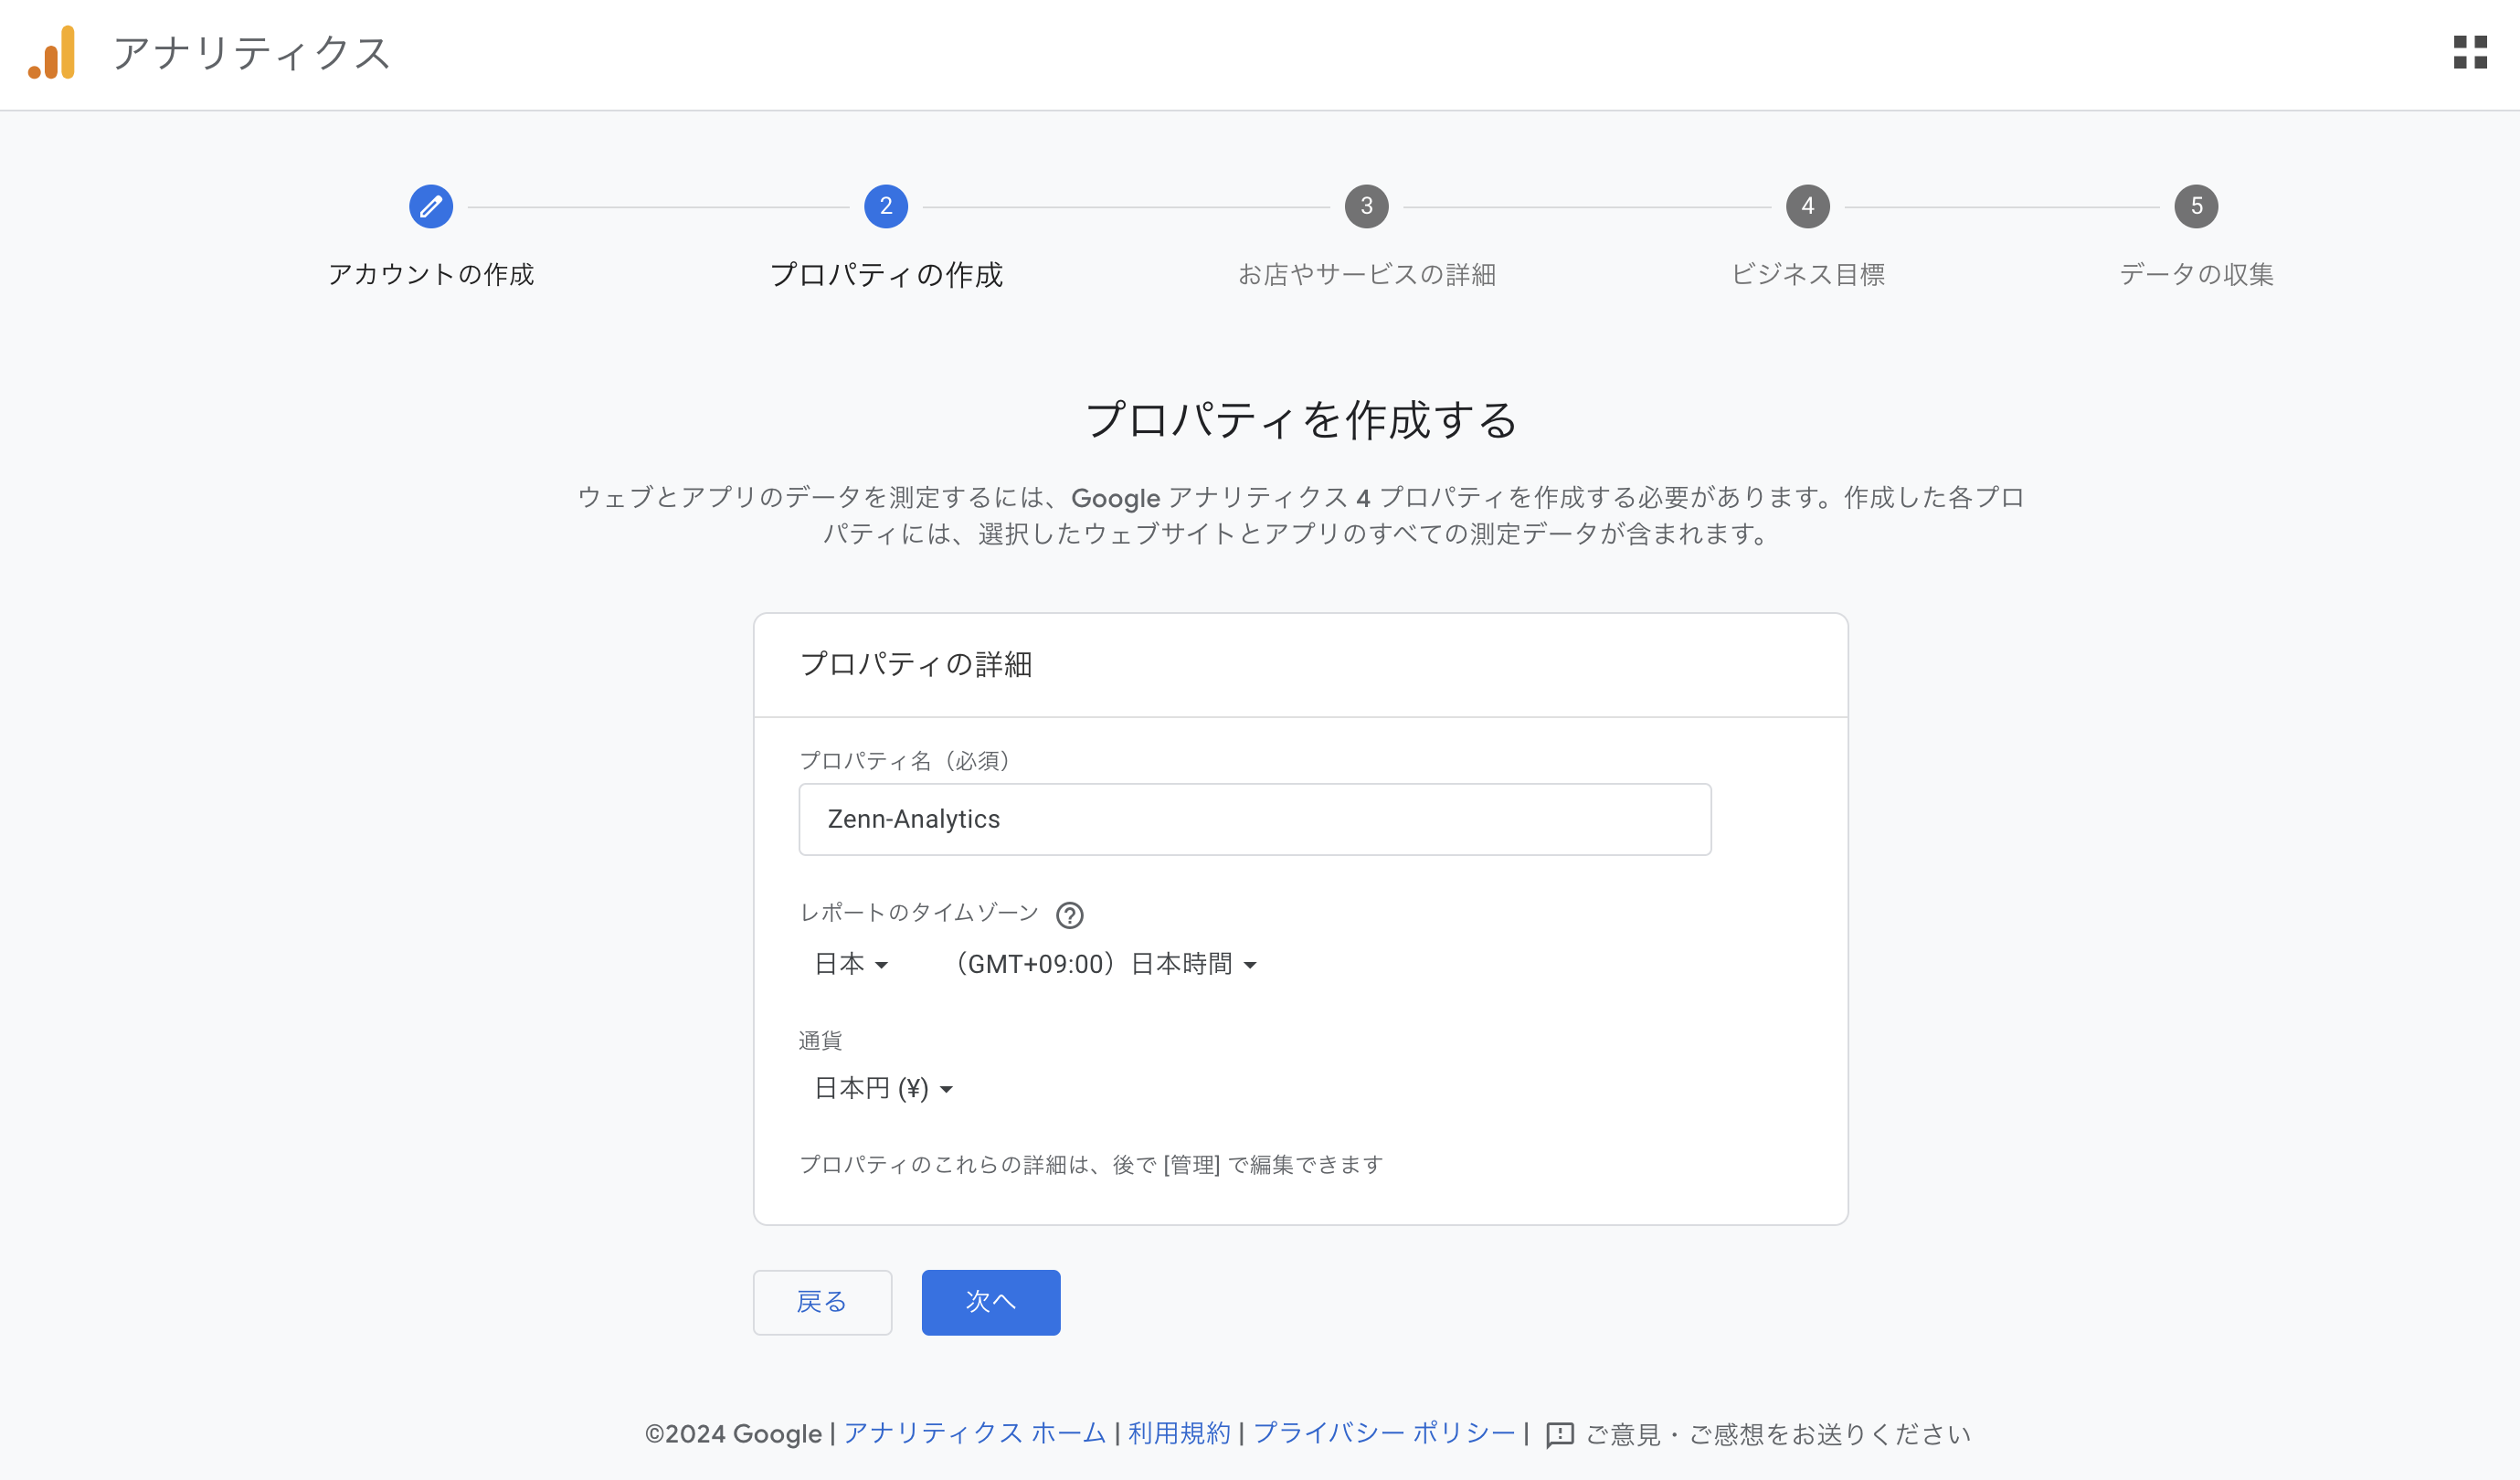 アナリティクス
2
3
4
5
アカウントの作成
プロパティの作成
お店やサービスの詳細
ビジネス目標
データの収集
プロパティを作成する
ウェブとアプリのデータを測定するには、Google アナリティクス 4 プロパティを作成する必要があります。作成した各プロ
パティには、選択したウェブサイトとアプリのすべての測定データが含まれます。
プロパティの詳細
プロパティ名（必須）
Zenn-Analytics
レポートのタイムゾーン
日本 （GMT+09:00）日本時間
通貨
日本円 (¥)
プロパティのこれらの詳細は、後で [管理] で編集できます
戻る 次へ
©2024 Google | アナリティクス ホーム | 利用規約 | プライバシー ポリシー | ご意見・ご感想をお送りください